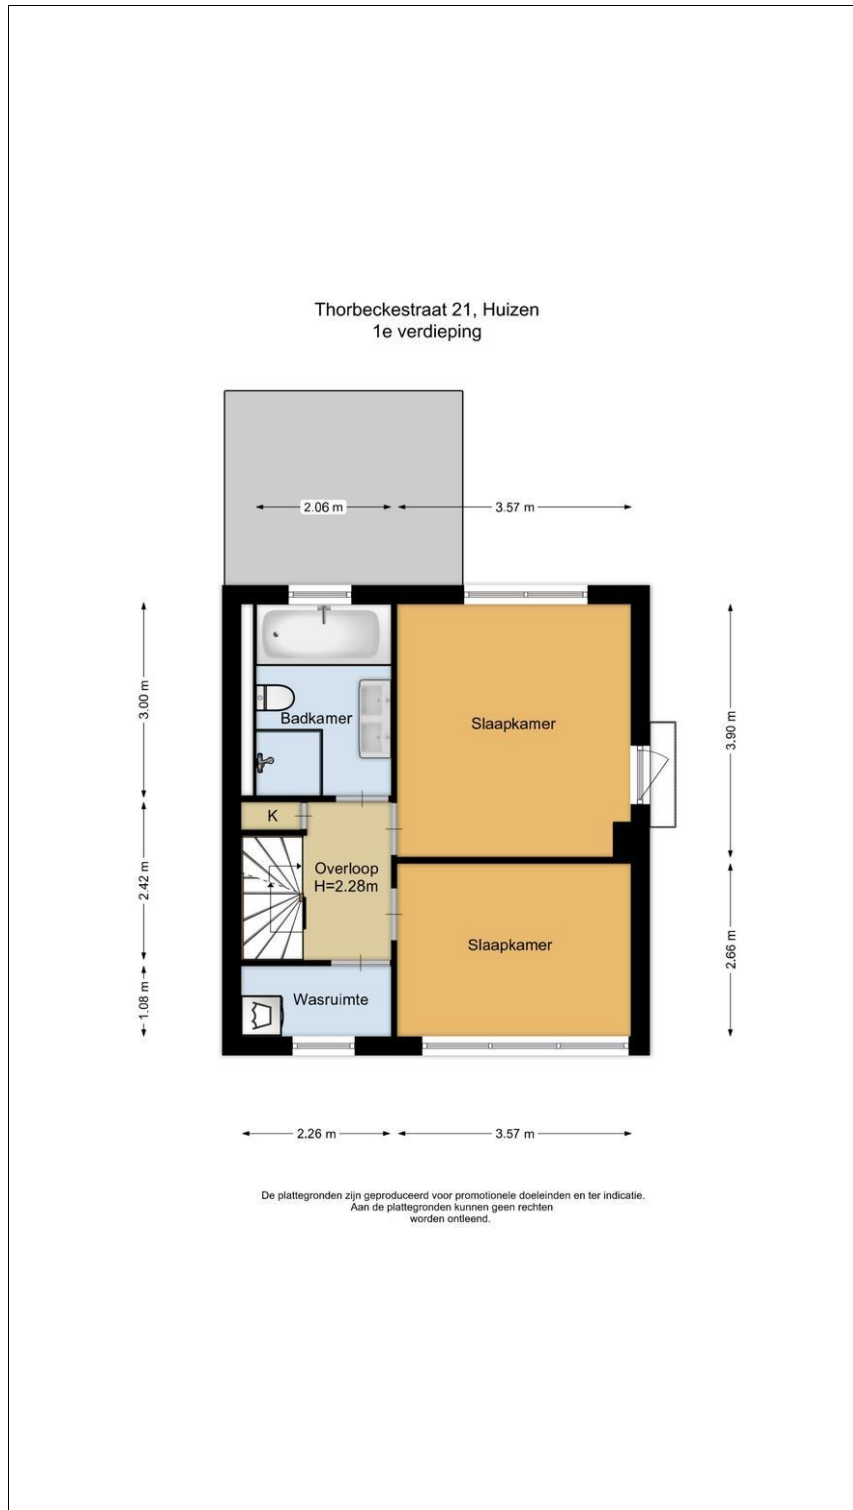 Thorbeckestraat 21, Huizen
1e verdieping
2.06 m
3.57 m
3.00 m
Badkamer
Slaapkamer
3.90 m
K
2.42 m
Overloop
H=2.28m
Slaapkamer
2.66 m
1.08 m
Wasruimte
2.26 m
3.57 m
De plattegronden zijn geproduceerd voor promotionele doeleinden en ter indicatie.
Aan de plattegronden kunnen geen rechten
worden ontleend.